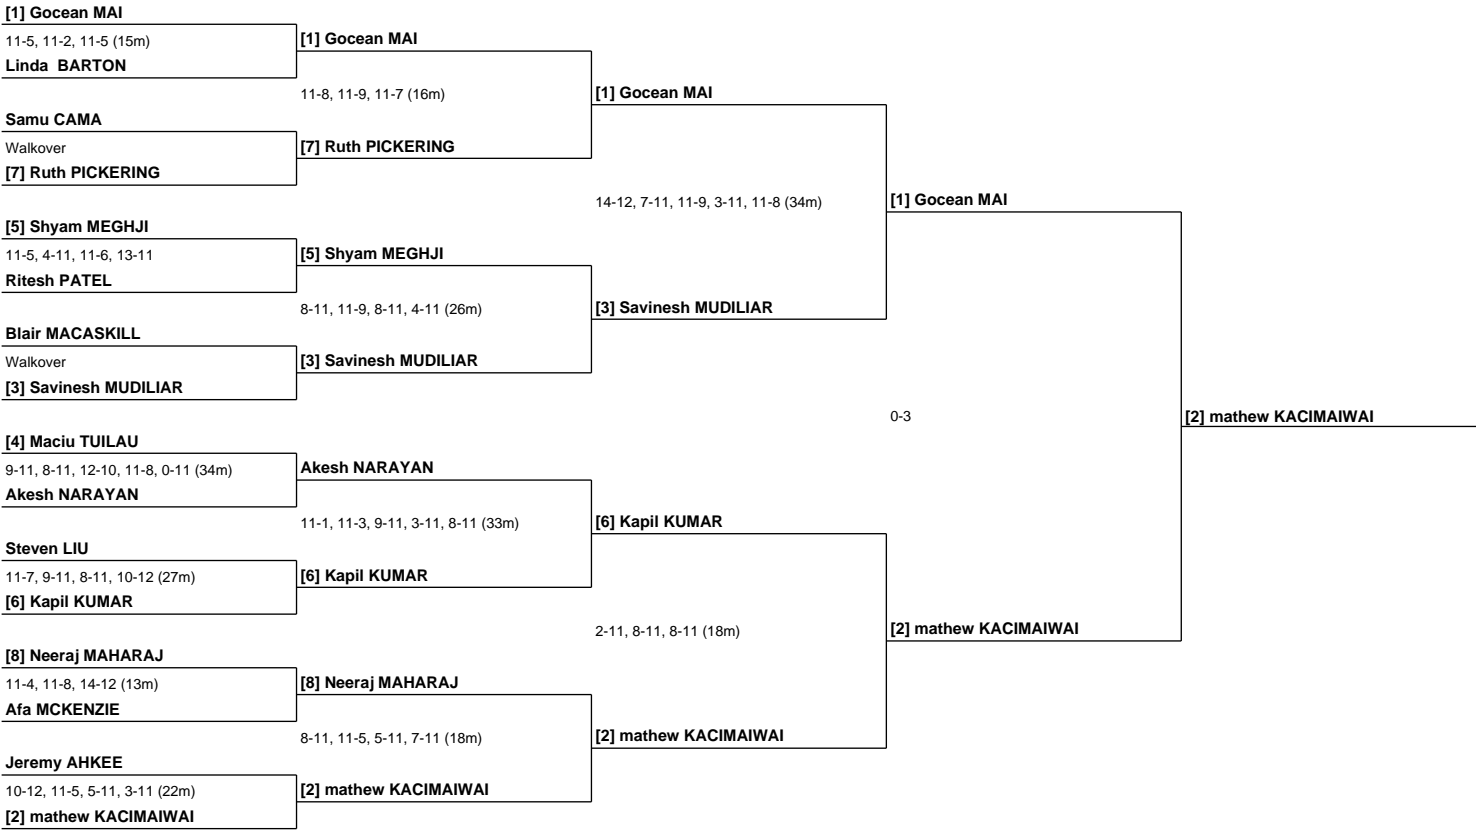 [1] Gocean MAI
11-5, 11-2, 11-5 (15m)
Linda  BARTON
Samu CAMA
Walkover
[7] Ruth PICKERING
[5] Shyam MEGHJI
11-5, 4-11, 11-6, 13-11
Ritesh PATEL
Blair MACASKILL
Walkover
[3] Savinesh MUDILIAR
[4] Maciu TUILAU
9-11, 8-11, 12-10, 11-8, 0-11 (34m)
Akesh NARAYAN
Steven LIU
11-7, 9-11, 8-11, 10-12 (27m)
[6] Kapil KUMAR
[8] Neeraj MAHARAJ
11-4, 11-8, 14-12 (13m)
Afa MCKENZIE
Jeremy AHKEE
10-12, 11-5, 5-11, 3-11 (22m)
[2] mathew KACIMAIWAI
[1] Gocean MAI
11-8, 11-9, 11-7 (16m)
[7] Ruth PICKERING
[5] Shyam MEGHJI
8-11, 11-9, 8-11, 4-11 (26m)
[3] Savinesh MUDILIAR
Akesh NARAYAN
11-1, 11-3, 9-11, 3-11, 8-11 (33m)
[6] Kapil KUMAR
[8] Neeraj MAHARAJ
8-11, 11-5, 5-11, 7-11 (18m)
[2] mathew KACIMAIWAI
[1] Gocean MAI
14-12, 7-11, 11-9, 3-11, 11-8 (34m)
[3] Savinesh MUDILIAR
[6] Kapil KUMAR
2-11, 8-11, 8-11 (18m)
[2] mathew KACIMAIWAI
[1] Gocean MAI
0-3
[2] mathew KACIMAIWAI
[2] mathew KACIMAIWAI